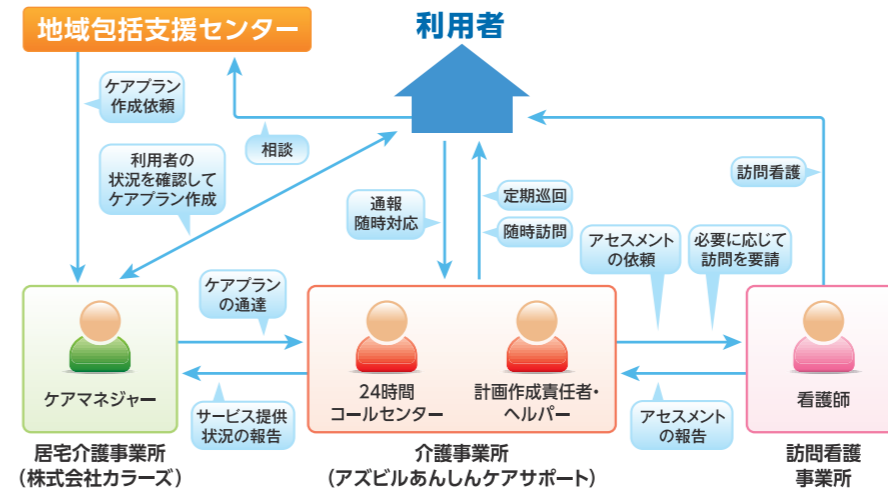 地域包括支援センター
利用者
ケアプラン
作成依頼
相談
利用者の
状況を確認して
ケアプラン作成
通報
随時対応
定期巡回
随時訪問
訪問看護
アセスメント
の依頼
必要に応じて
訪問を要請
ケアプラン
の通達
ケアマネジャー
24時間
コールセンター
計画作成責任者・
ヘルパー
看護師
サービス提供
状況の報告
アセスメント
の報告
居宅介護事業所
（株式会社カラーズ）
介護事業所
（アズビルあんしんケアサポート）
訪問看護
事業所